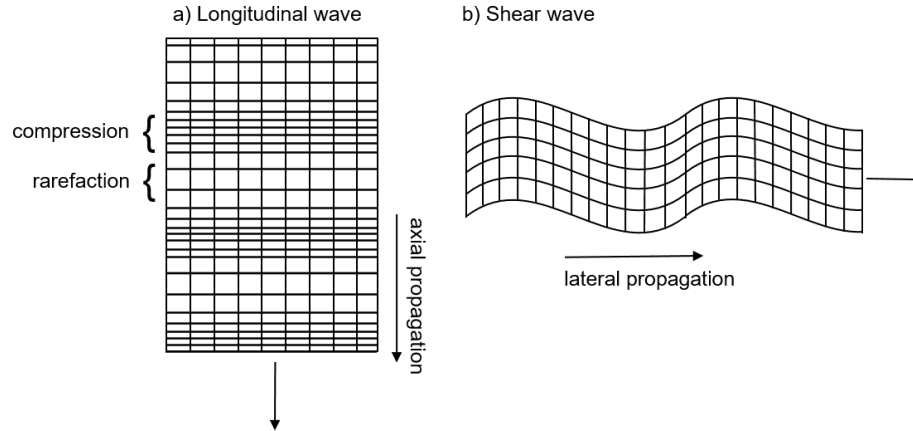 a) Longitudinal wave
compression {
rarefaction {
axial propagation
b) Shear wave
lateral propagation